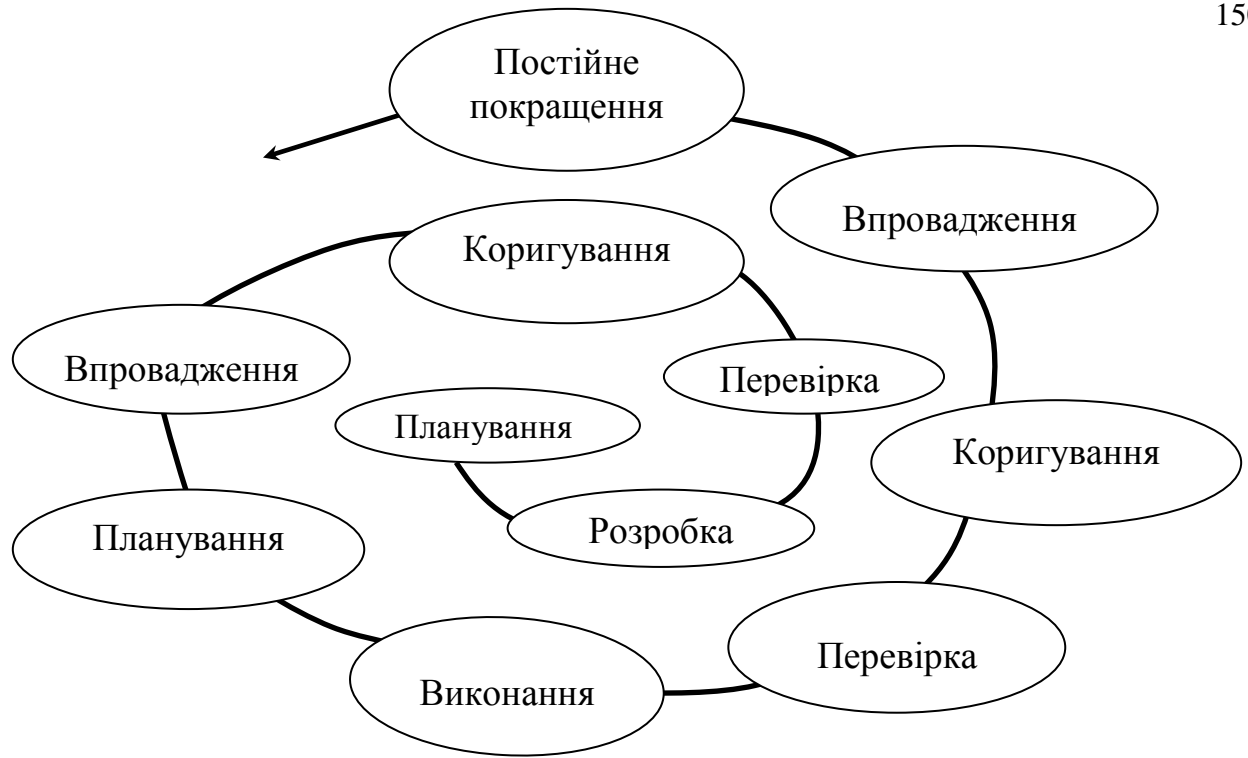 150
Постійне
покращення
Впровадження
Коригування
Впровадження
Перевірка
Планування
Коригування
Розробка
Планування
Перевірка
Виконання